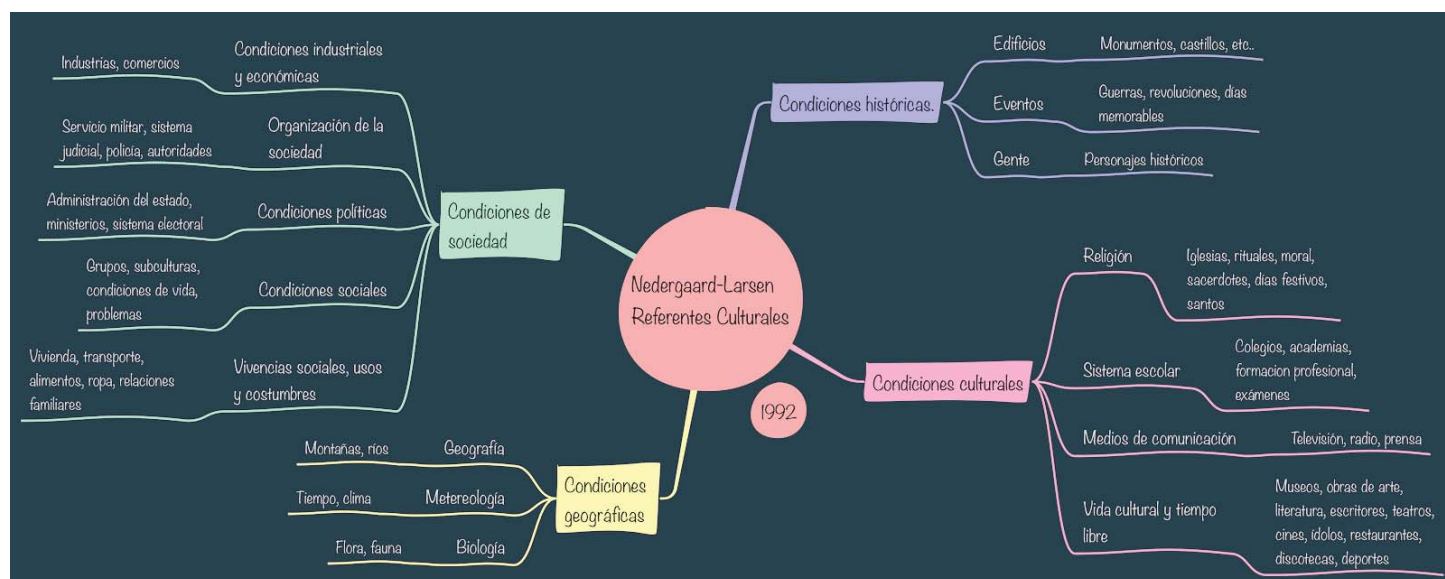 Nedergaard-Larsen
Referentes Culturales
1992
Condiciones de
sociedad
Condiciones industriales
y económicas
Industrias, comercios
Organización de la
sociedad
Servicio militar, sistema
judicial, policía, autoridades
Condiciones políticas
Administración del estado,
ministerios, sistema electoral
Condiciones sociales
Grupos, subculturas,
condiciones de vida,
problemas
Vivencias sociales, usos
y costumbres
Vivienda, transporte,
alimentos, ropa, relaciones
familiares
Condiciones
geográficas
Geografía
Montañas, ríos
Metereología
Tiempo, clima
Biología
Flora, fauna
Condiciones históricas.
Edificios
Monumentos, castillos, etc..
Eventos
Guerras, revoluciones, días
memorables
Gente
Personajes históricos
Condiciones culturales
Religión
Iglesias, rituales, moral,
sacerdotes, días festivos,
santos
Sistema escolar
Colegios, academias,
formacion profesional,
exámenes
Medios de comunicación
Televisión, radio, prensa
Vida cultural y tiempo
libre
Museos, obras de arte,
literatura, escritores, teatros,
cines, ídolos, restaurantes,
discotecas, deportes